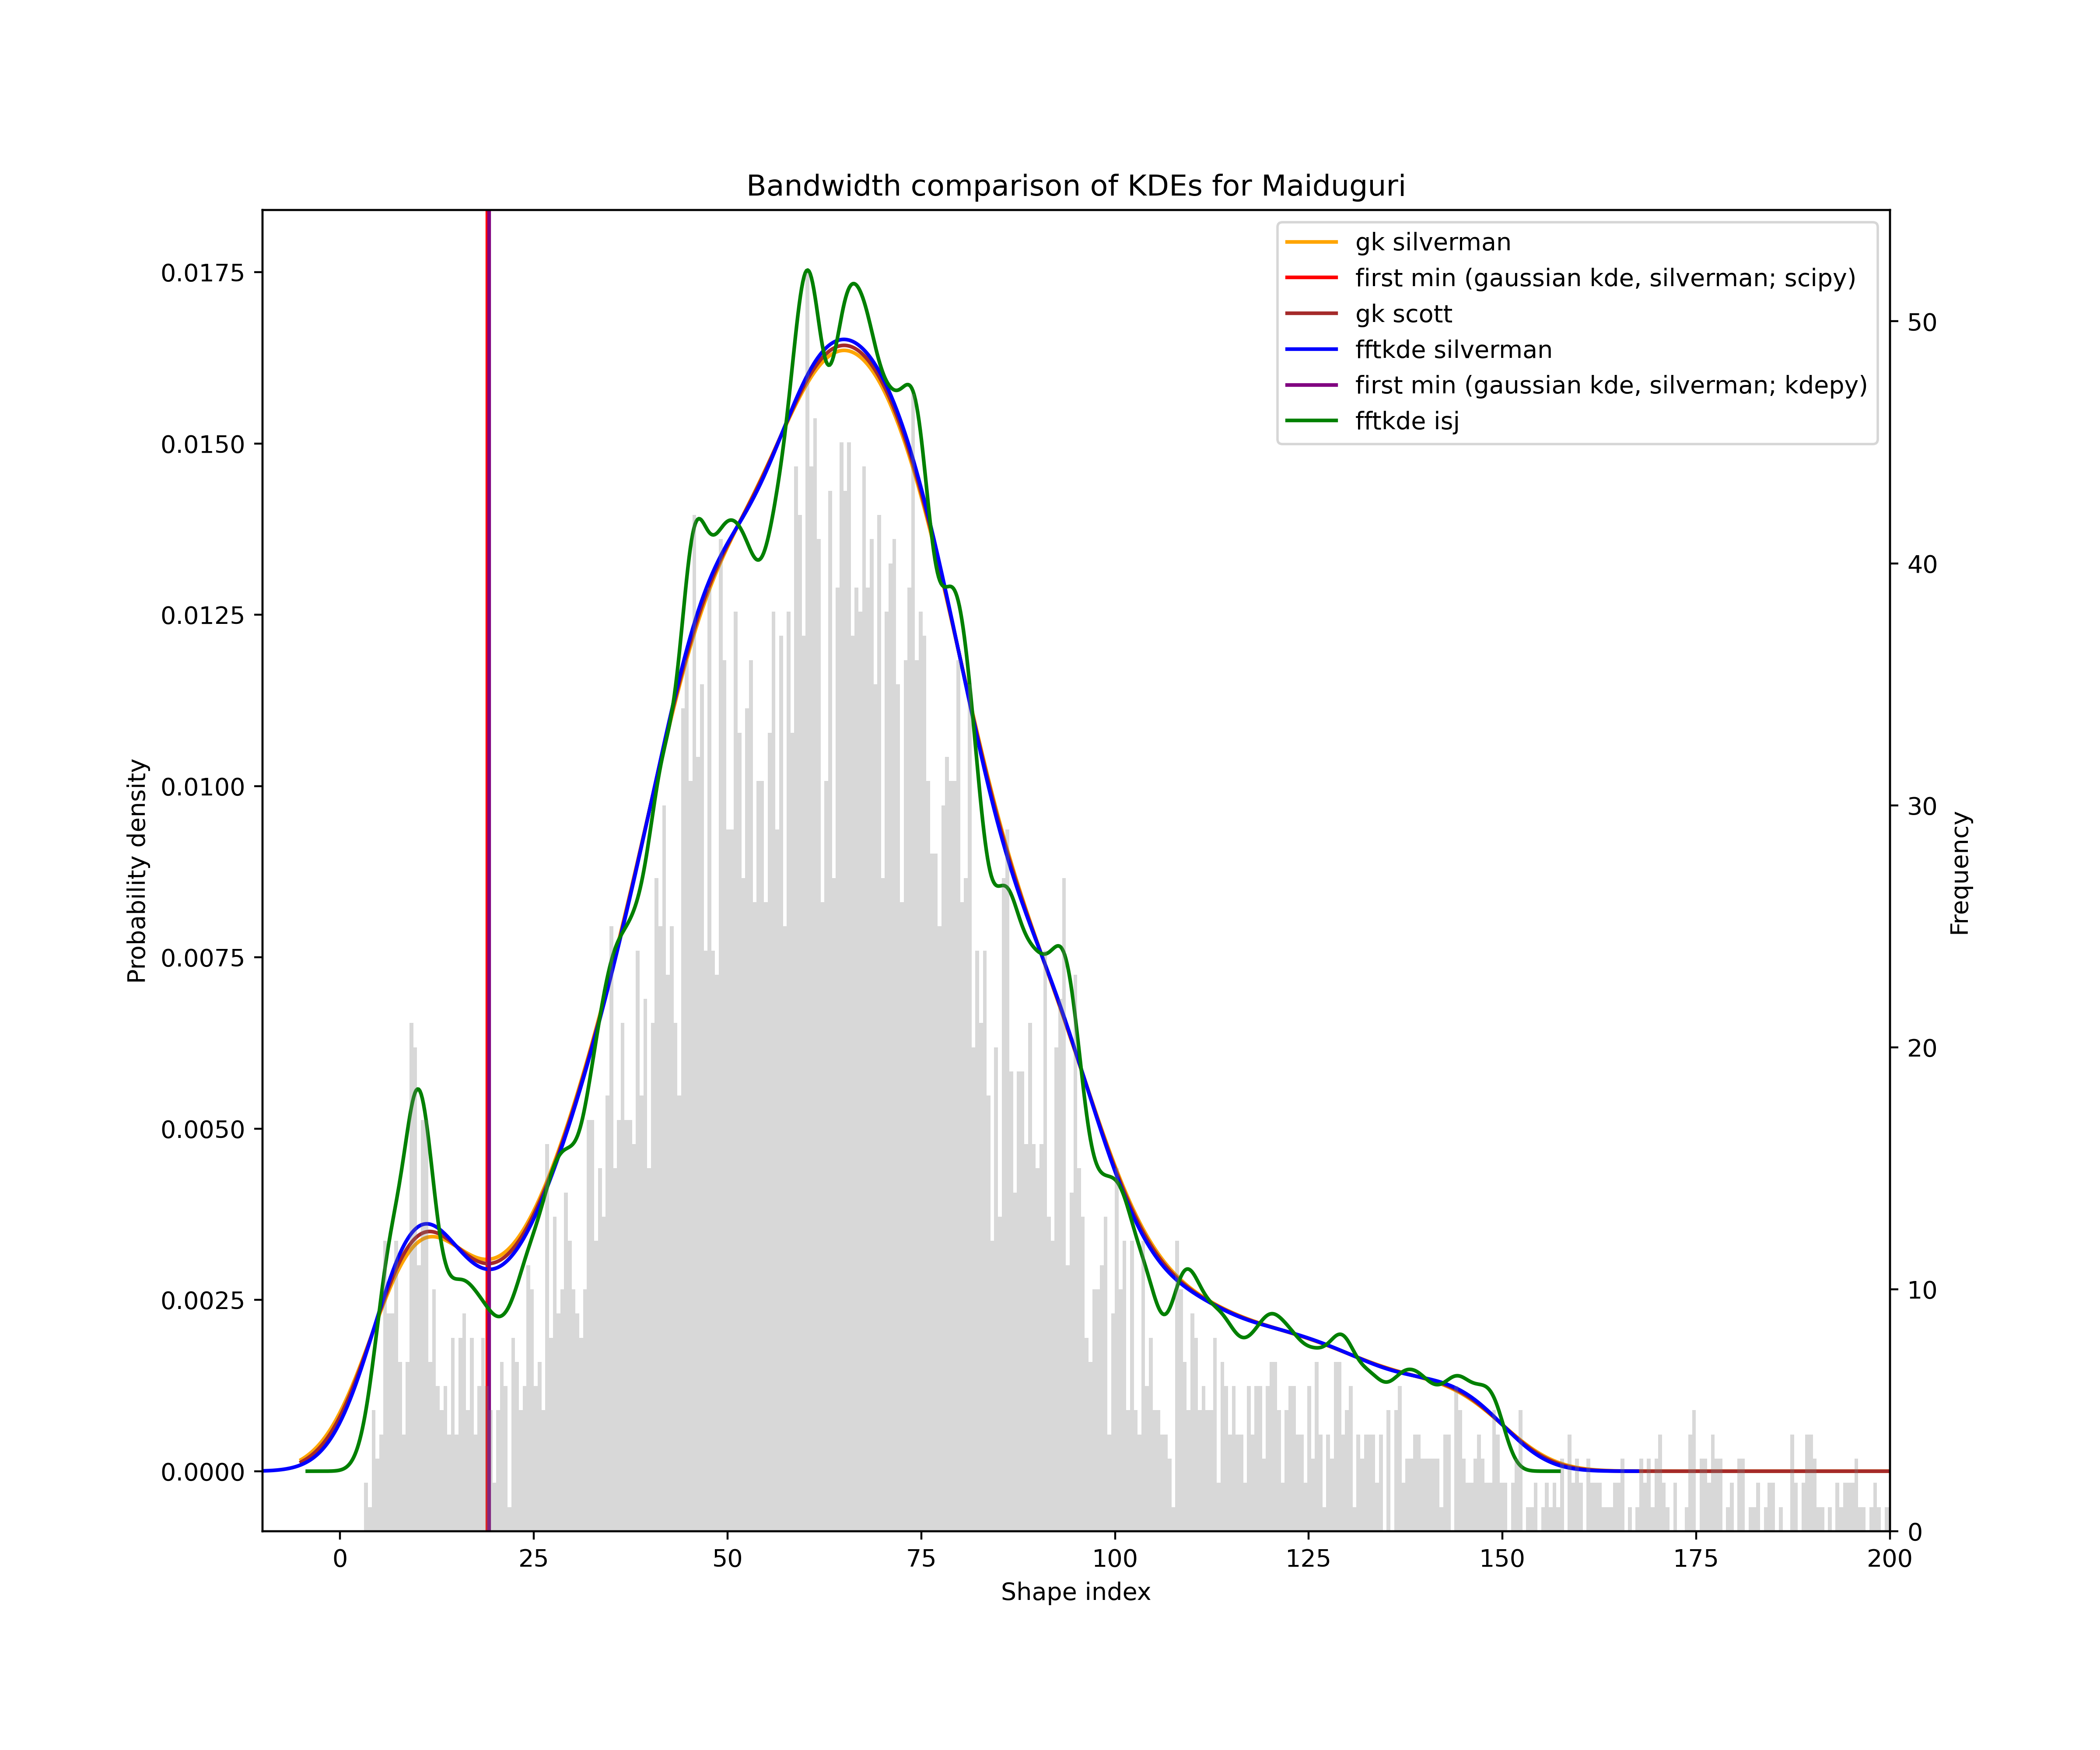 Bandwidth comparison of KDEs for Maiduguri
gk silverman
first min (gaussian kde, silverman; scipy)
gk scott
fftkde silverman
first min (gaussian kde, silverman; kdepy)
fftkde isj
0.0175
0.0150
0.0125
0.0100
0.0075
0.0050
0.0025
0.0000
Probability density
50
40
30
20
10
0
Frequency
0 25 50 75 100 125 150 175 200
Shape index